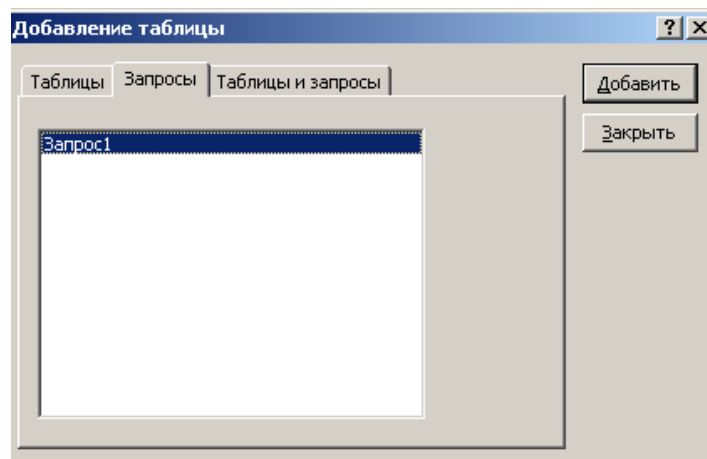 Добавление таблицы
Таблицы Запросы Таблицы и запросы
Добавить
Закрыть
Запрос1